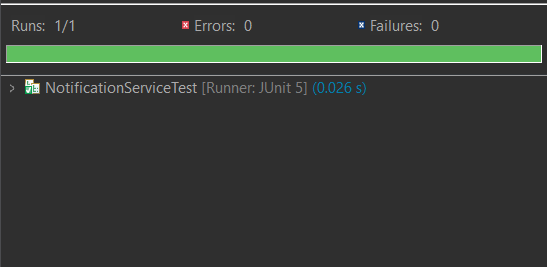 Runs: 1/1 Errors: 0 Failures: 0
NotificationServiceTest [Runner: JUnit 5] (0.026 s)